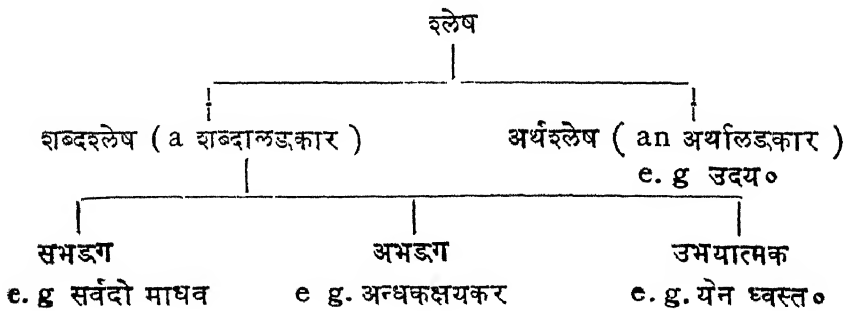 श्लेष
शब्दश्लेष ( a शब्दालङ्कार ) अर्थश्लेष ( an अर्थालङ्कार )
e. g उदय०
सभङ्ग अभङ्ग उभयात्मक
e. g सर्वदो माधव e g. अन्धकक्षयकर e. g. येन ध्वस्त०